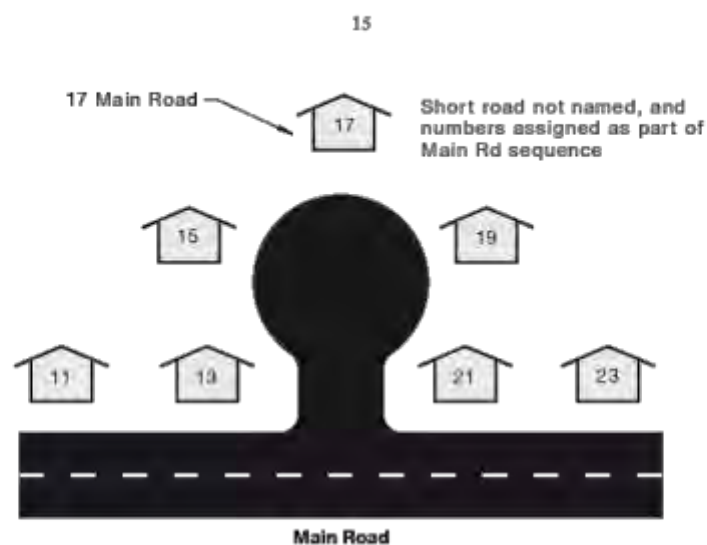 15
17 Main Road
17
Short road not named, and
numbers assigned as part of
Main Rd sequence
15
19
11
13
21
23
Main Road